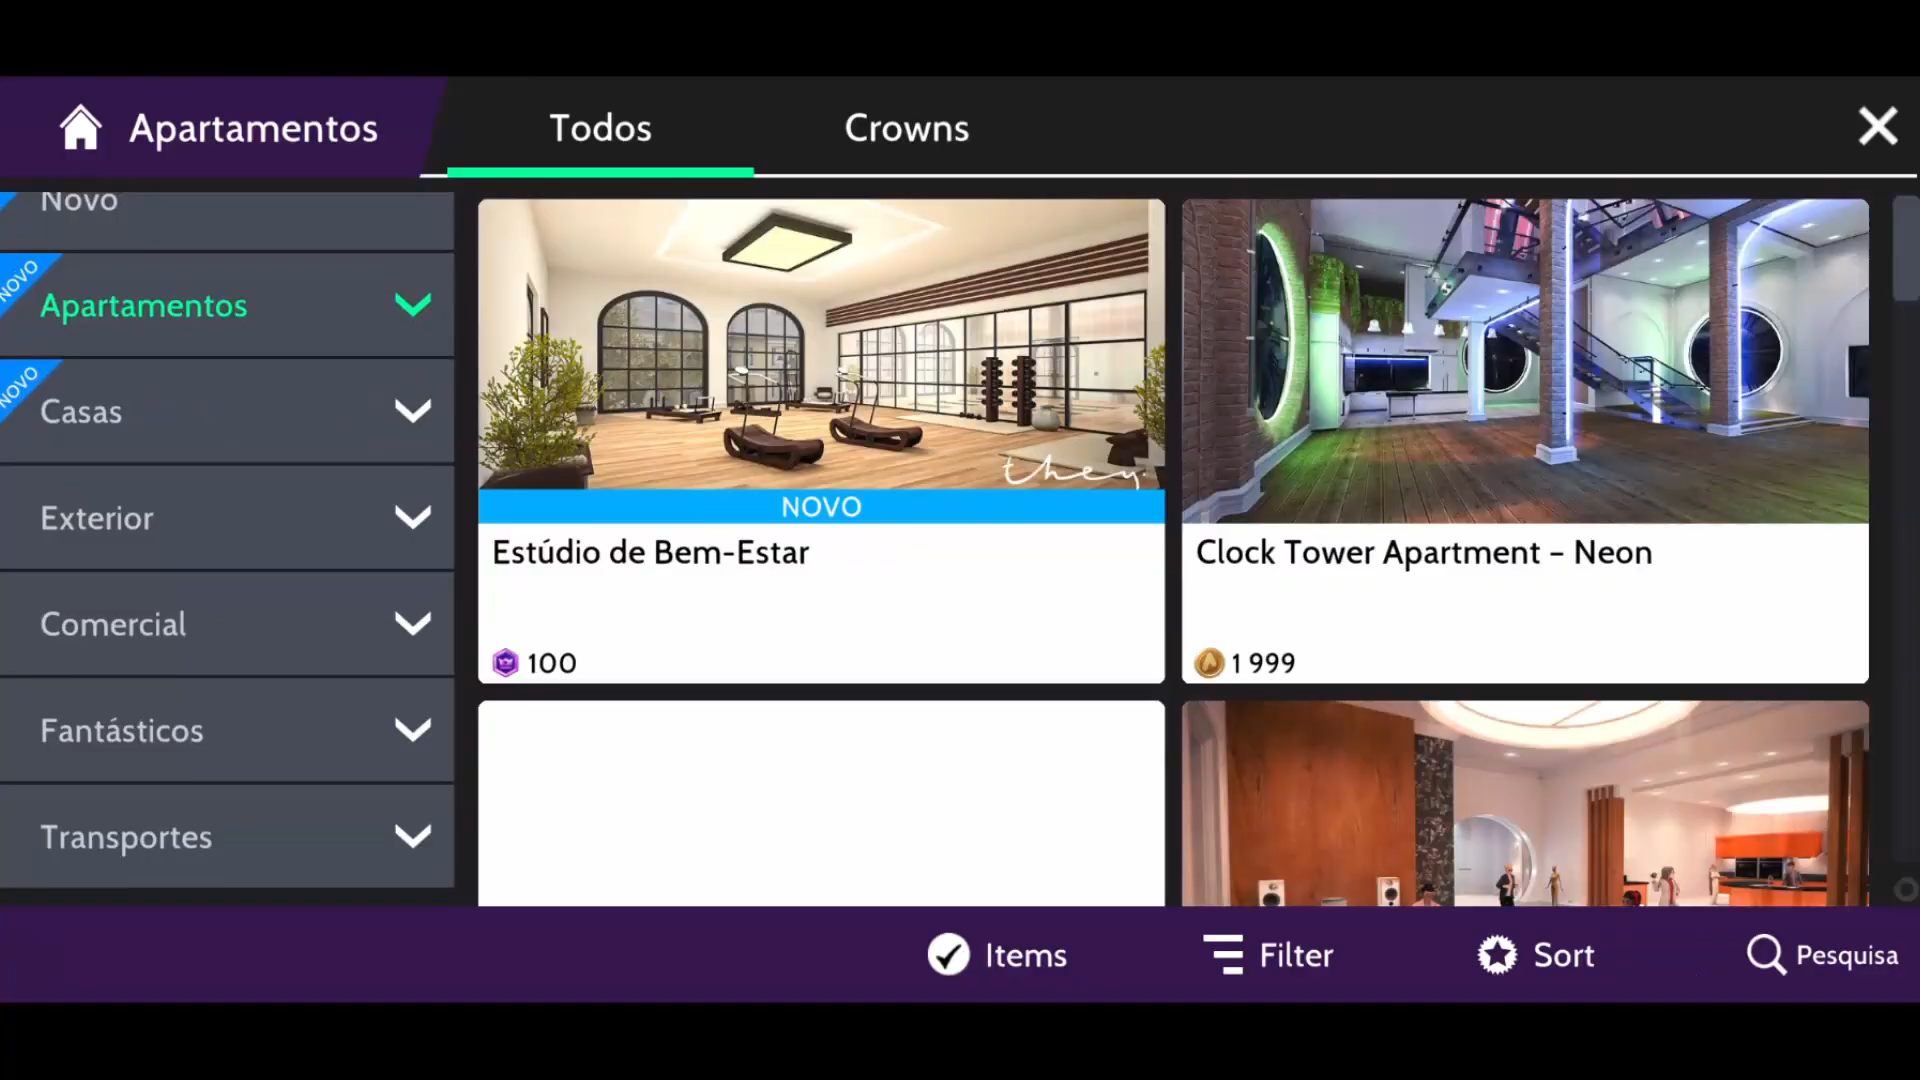 Apartamentos
Todos
Crowns
Novo
NOVO
Apartamentos
NOVO
Casas
Exterior
Comercial
Fantásticos
Transportes
they.
NOVO
Estúdio de Bem-Estar
100
Clock Tower Apartment – Neon
1 999
Items
Filter
Sort
Pesquisa